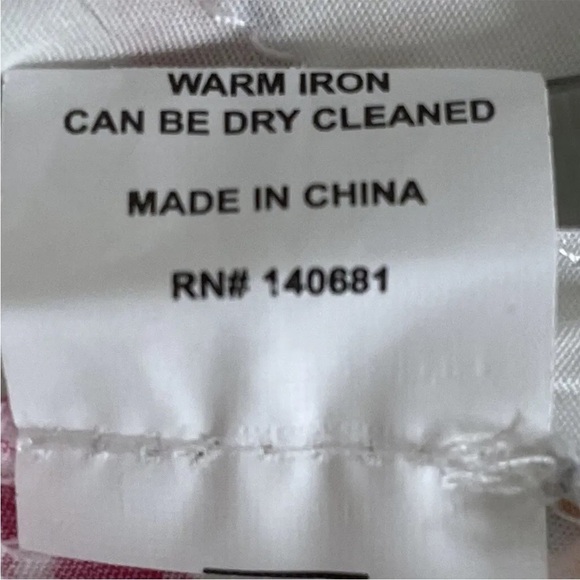 WARM IRON
CAN BE DRY CLEANED
MADE IN CHINA
RN# 140681